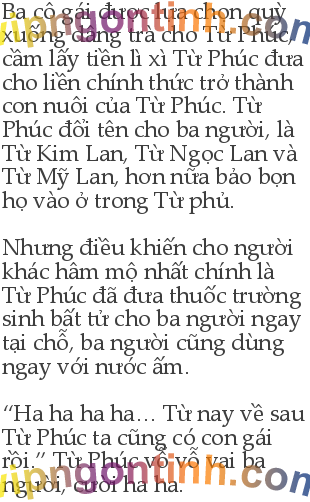 Ba cô gái được lựa chọn quỳ
xuống dâng trà cho Từ Phúc,
cầm lấy tiền lì xì Từ Phúc đưa
cho liền chính thức trở thành
con nuôi của Từ Phúc. Từ
Phúc đổi tên cho ba người, là
Từ Kim Lan, Từ Ngọc Lan và
Từ Mỹ Lan, hơn nữa bảo bọn
họ vào ở trong Từ phủ.
Nhưng điều khiến cho người
khác hâm mộ nhất chính là
Từ Phúc đã đưa thuốc trường
sinh bất tử cho ba người ngay
tại chỗ, ba người cũng dùng
ngay với nước ấm.
“Ha ha ha ha… Từ nay về sau
Từ Phúc ta cũng có con gái
rồi.” Từ Phúc vỗ vỗ vai ba
người, cười ha ha.
vipngontinh.com
vipngontinh.com